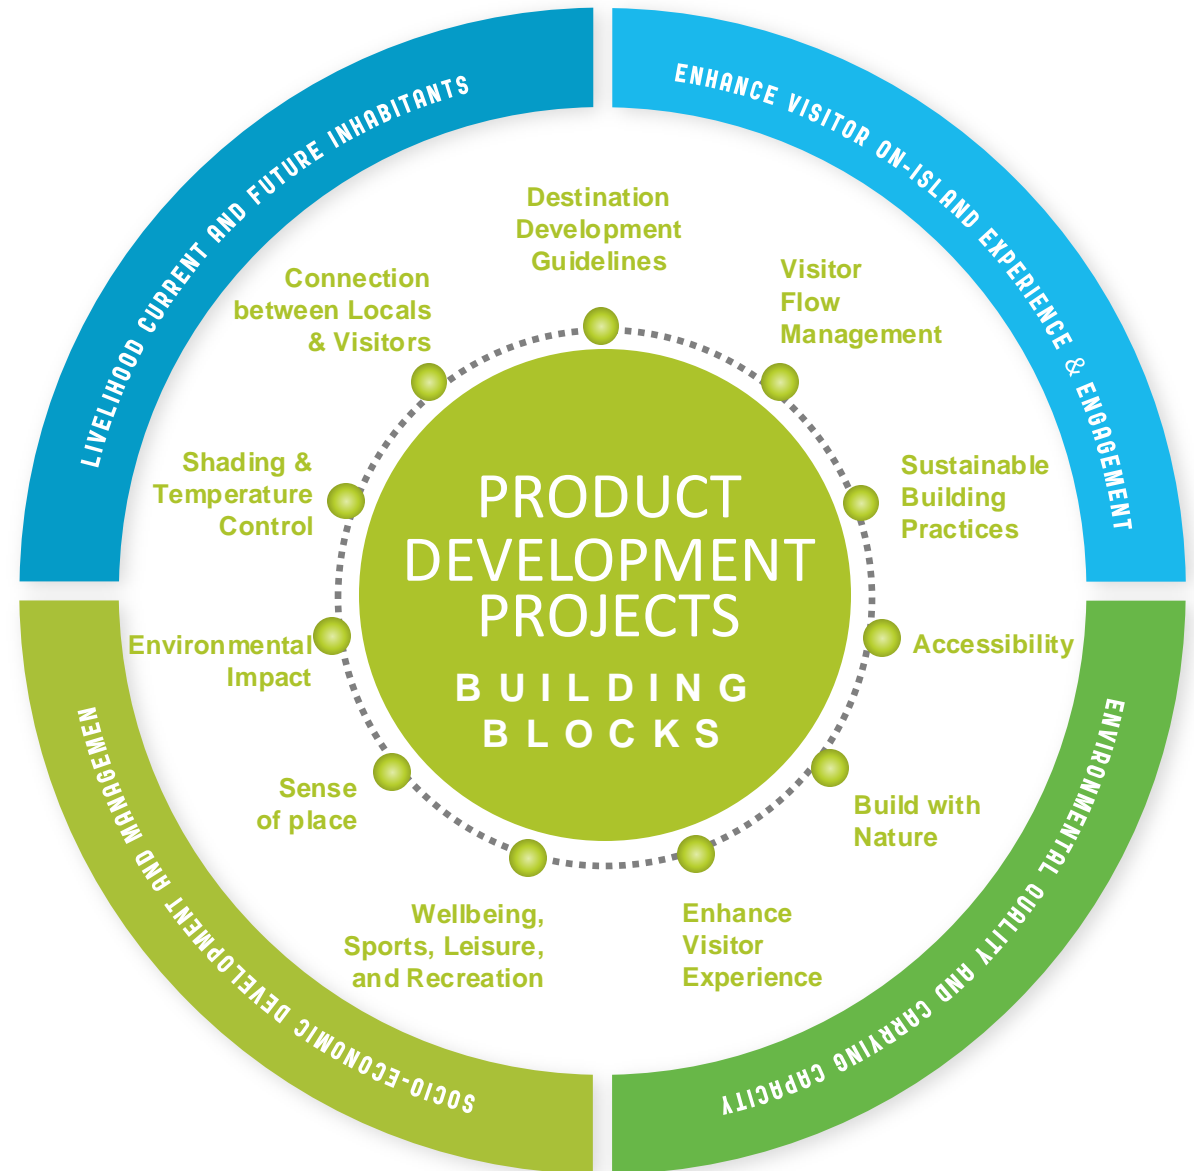 LIVELIHOOD CURRENT AND FUTURE INHABITANTS
ENHANCE VISITOR ON-ISLAND EXPERIENCE & ENGAGEMENT
ENVIRONMENTAL QUALITY AND CARRYING CAPACITY
SOCIO-ECONOMIC DEVELOPMENT AND MANAGEMEN
Destination
Development
Guidelines
Visitor
Flow
Management
Sustainable
Building
Practices
Accessibility
Build with
Nature
Enhance
Visitor
Experience
Wellbeing,
Sports, Leisure,
and Recreation
Sense
of place
Environmental
Impact
Shading &
Temperature
Control
Connection
between Locals
& Visitors
PRODUCT
DEVELOPMENT
PROJECTS
BUILDING
BLOCKS